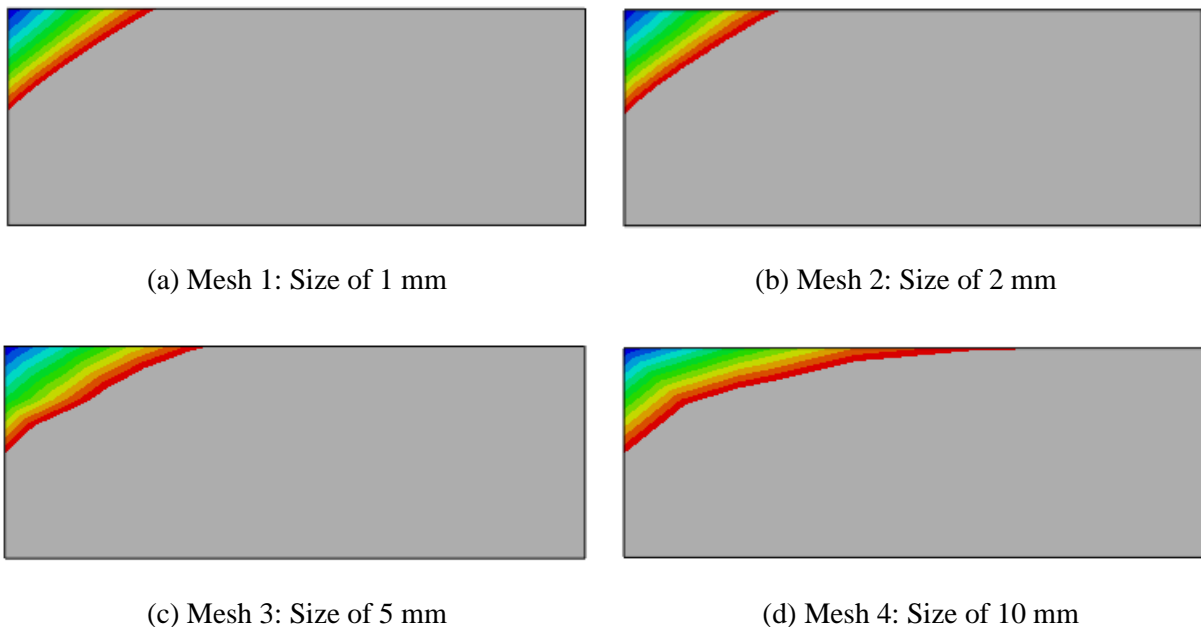 (a) Mesh 1: Size of 1 mm
(b) Mesh 2: Size of 2 mm
(c) Mesh 3: Size of 5 mm
(d) Mesh 4: Size of 10 mm